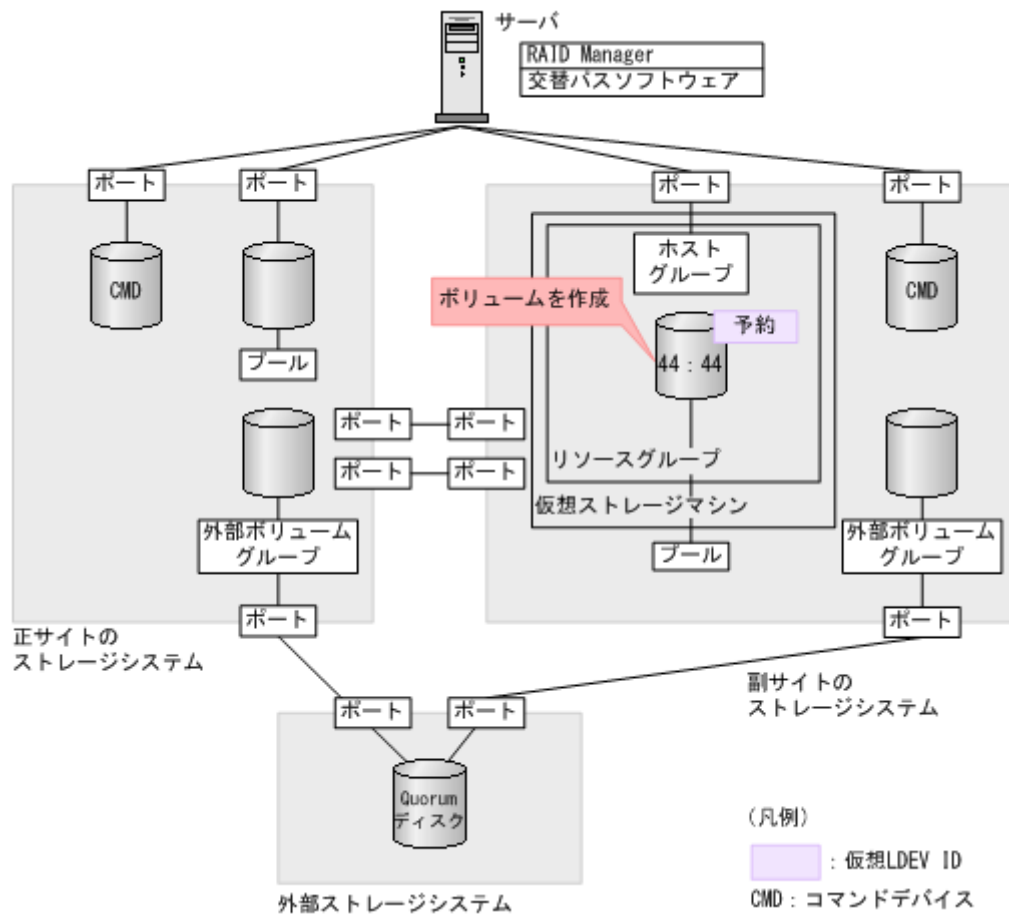 サーバ
RAID Manager
交替パスソフトウェア
ポート
ポート
ポート
ポート
CMD
ホスト
グループ
CMD
ボリュームを作成
予約
44：44
プール
ポート
ポート
ポート
ポート
リソースグループ
仮想ストレージマシン
外部ボリューム
グループ
プール
外部ボリューム
グループ
ポート
ポート
正サイトの
ストレージシステム
副サイトの
ストレージシステム
ポート
ポート
Quorum
ディスク
外部ストレージシステム
（凡例）
：仮想LDEV ID
CMD：コマンドデバイス